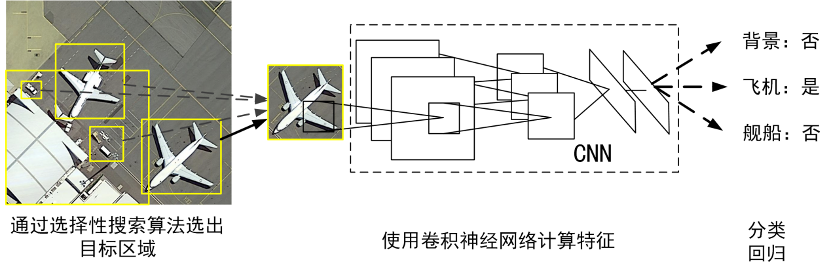 背景：否
飞机：是
舰船：否
CNN
通过选择性搜索算法选出
目标区域
使用卷积神经网络计算特征
分类
回归